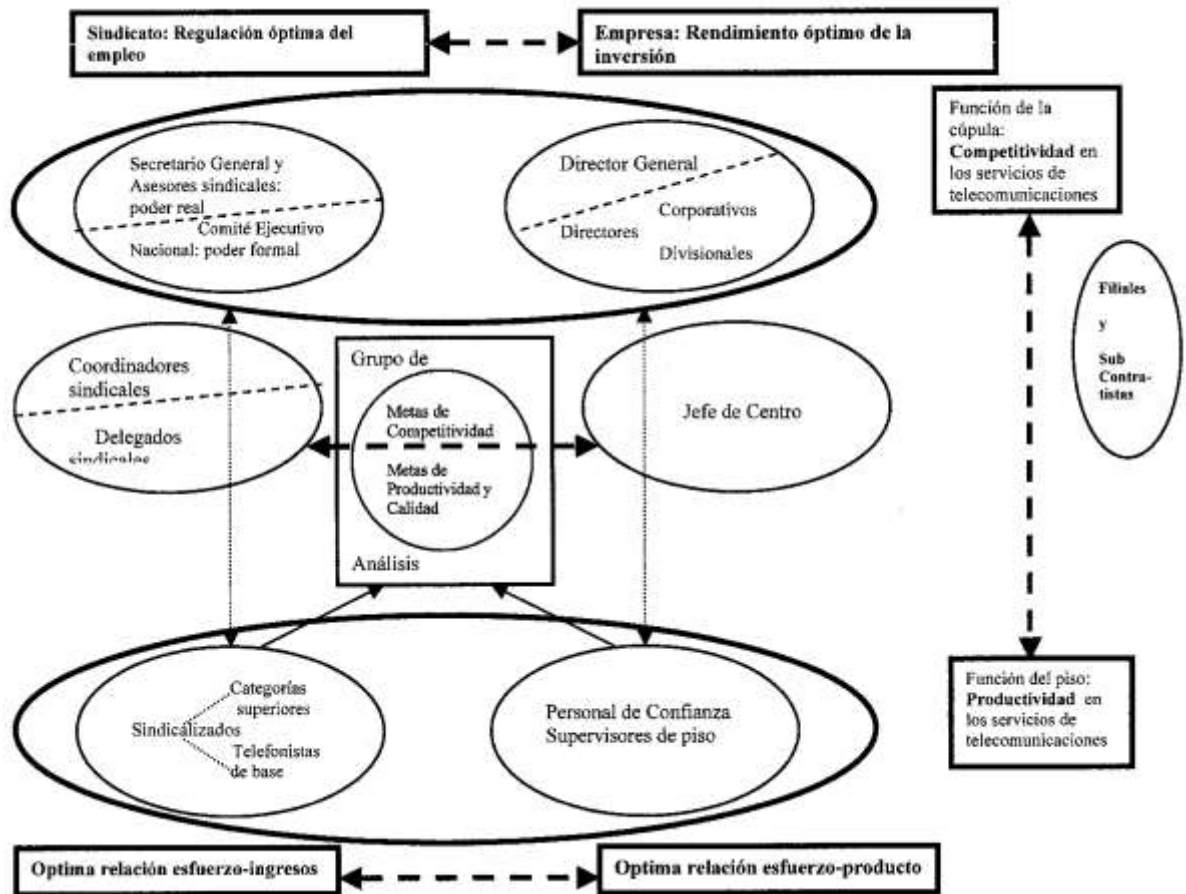 Sindicato: Regulación óptima del
empleo
Empresa: Rendimiento óptimo de la
inversión
Función de la
cúpula:
Competitividad en
los servicios de
telecomunicaciones
Secretario General y
Asesores sindicales:
poder real
Comité Ejecutivo
Nacional: poder formal
Director General
Corporativos
Directores
Divisionales
Filiales
y
Sub
Contra-
tistas
Coordinadores
sindicales
Delegados
sindicales
Grupo de
Metas de
Competitividad
Metas de
Productividad y
Calidad
Análisis
Jefe de Centro
Categorías
superiores
Sindicalizados
Telefonistas
de base
Personal de Confianza
Supervisores de piso
Función del piso:
Productividad en
los servicios de
telecomunicaciones
Optima relación esfuerzo-ingresos
Optima relación esfuerzo-producto